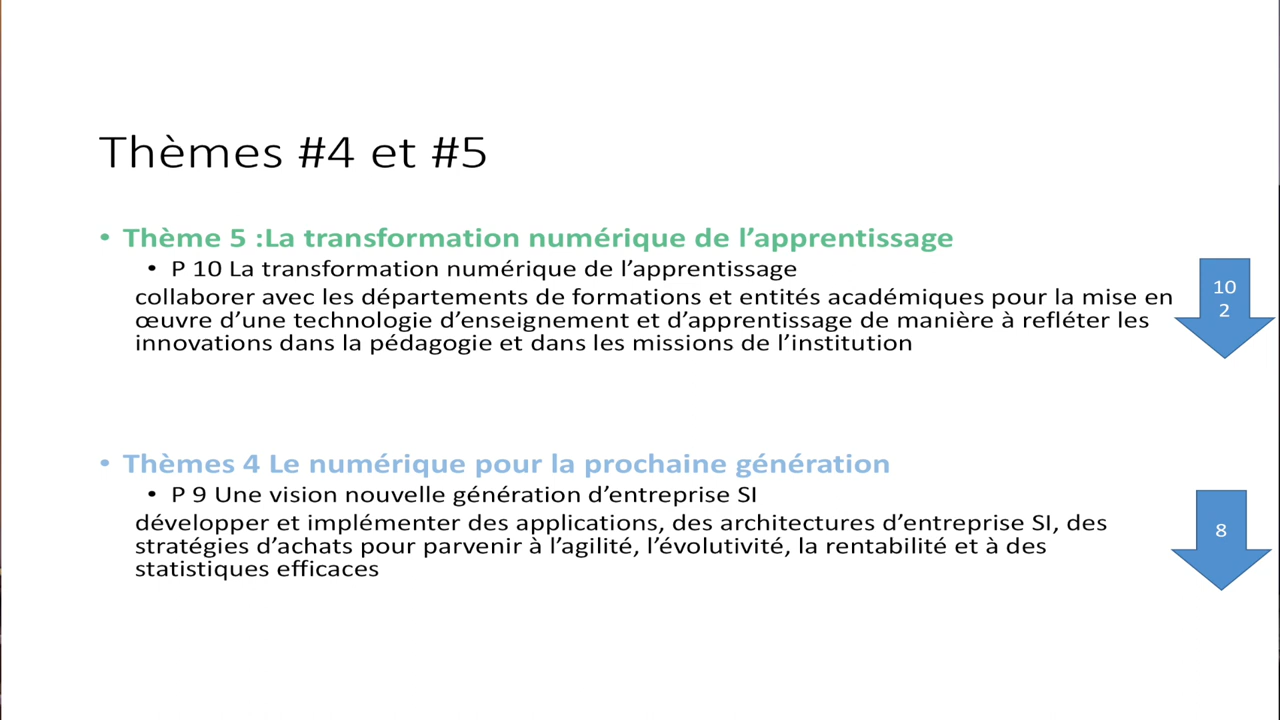 Thèmes #4 et #5
• Thème 5 :La transformation numérique de l’apprentissage
• P 10 La transformation numérique de l’apprentissage
collaborer avec les départements de formations et entités académiques pour la mise en
œuvre d’une technologie d’enseignement et d’apprentissage de manière à refléter les
innovations dans la pédagogie et dans les missions de l’institution
10
2
• Thèmes 4 Le numérique pour la prochaine génération
• P 9 Une vision nouvelle génération d’entreprise SI
développer et implémenter des applications, des architectures d’entreprise SI, des
stratégies d’achats pour parvenir à l’agilité, l’évolutivité, la rentabilité et à des
statistiques efficaces
8